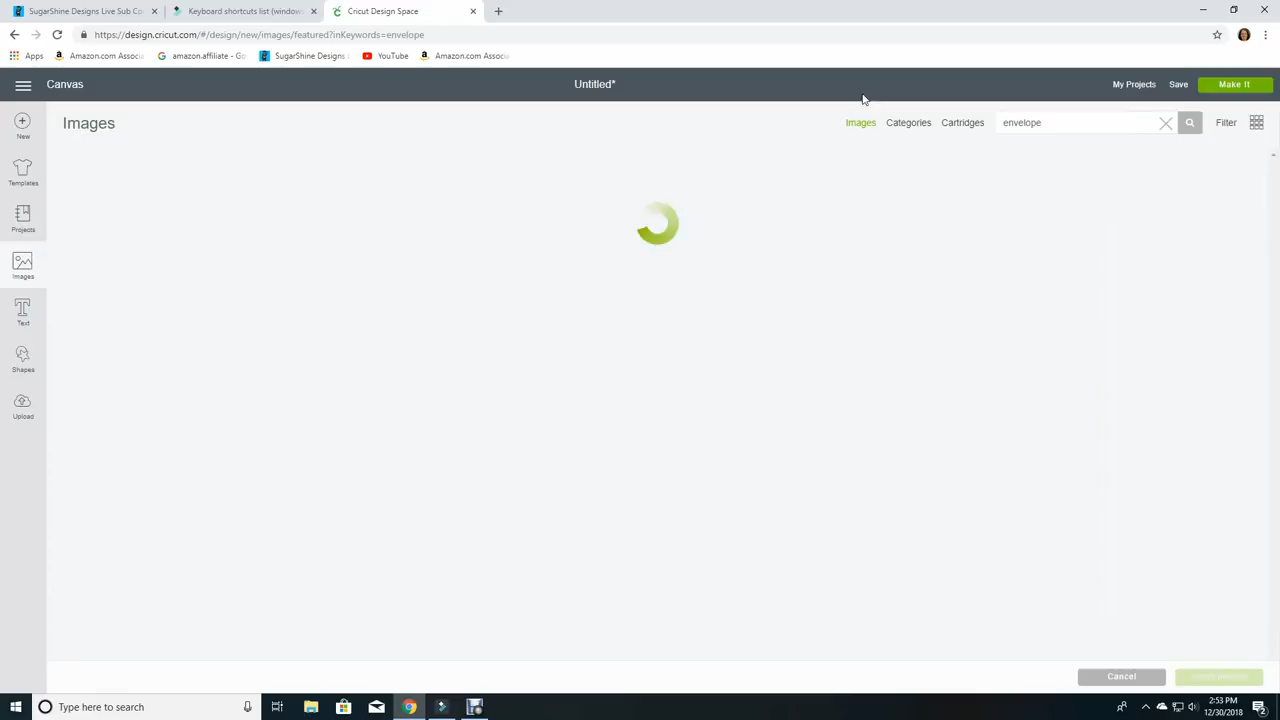 SugarShine Designs Live Sub Co
Keyboard shortcuts list (window
Cricut Design Space
https://design.cricut.com/#/design/new/images/featured?inKeywords=envelope
Apps
Amazon.com Associa
amazon.affiliate - Go
SugarShine Designs
YouTube
Amazon.com Associa
Canvas
Untitled*
My Projects
Save
Make It
Images
Images
Categories
Cartridges
envelope
Filter
New
Templates
Projects
Images
Text
Shapes
Upload
Cancel
Type here to search
2:53 PM
12/30/2018
2